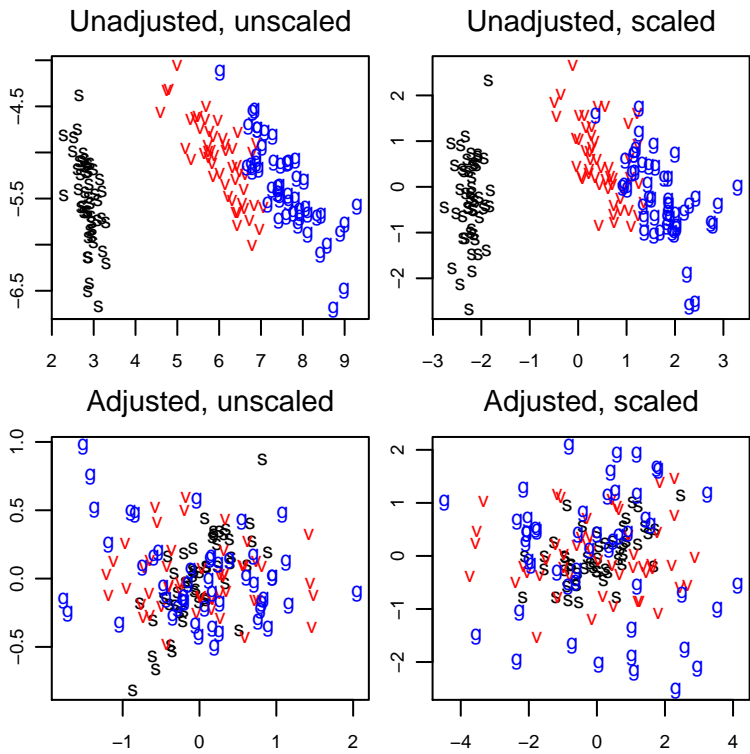 Unadjusted, unscaled
−4.5
−5.5
−6.5
2 3 4 5 6 7 8 9
Unadjusted, scaled
2
1
0
−1
−2
−3 −2 −1 0 1 2 3
Adjusted, unscaled
1.0
0.5
0.0
−0.5
−1 0 1 2
Adjusted, scaled
2
1
0
−1
−2
−4 −2 0 2 4